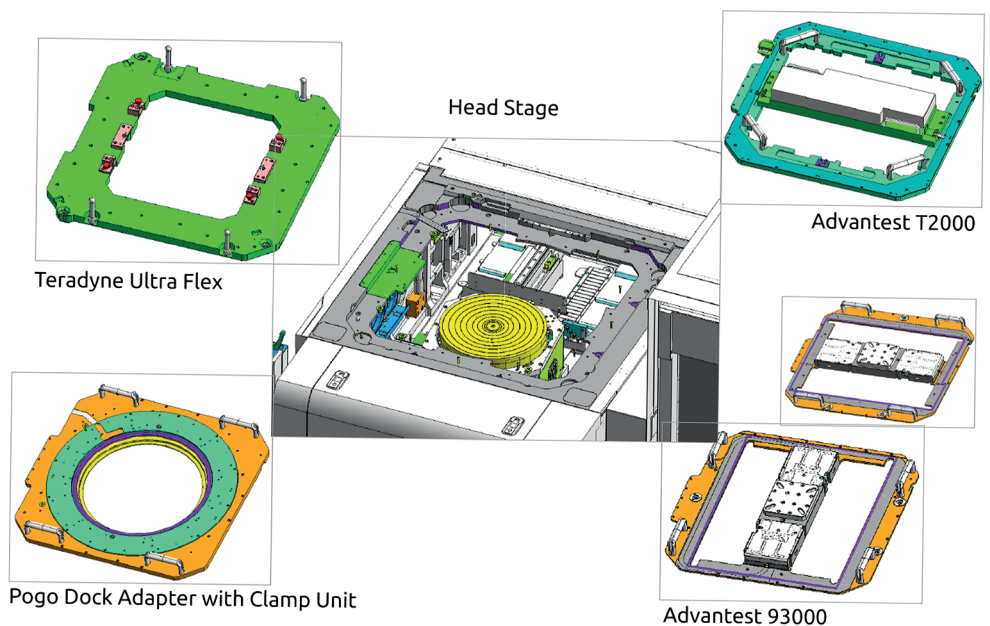 Head Stage
Advantest T2000
Teradyne Ultra Flex
Pogo Dock Adapter with Clamp Unit
Advantest 93000